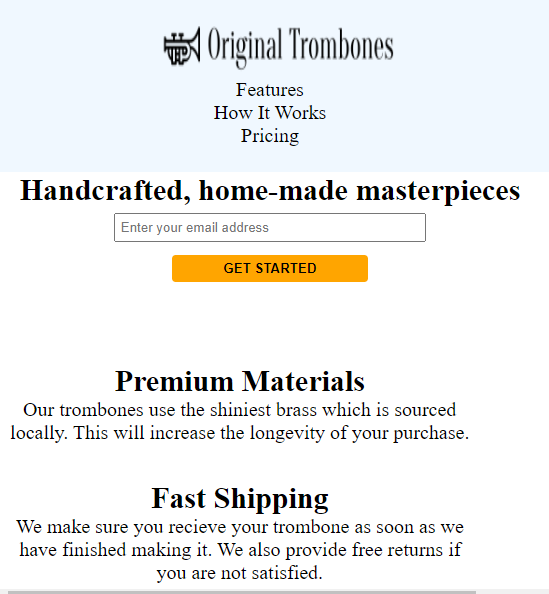 Original Trombones
Features
How It Works
Pricing
Handcrafted, home-made masterpieces
Enter your email address
GET STARTED
Premium Materials
Our trombones use the shiniest brass which is sourced
locally. This will increase the longevity of your purchase.
Fast Shipping
We make sure you recieve your trombone as soon as we
have finished making it. We also provide free returns if
you are not satisfied.